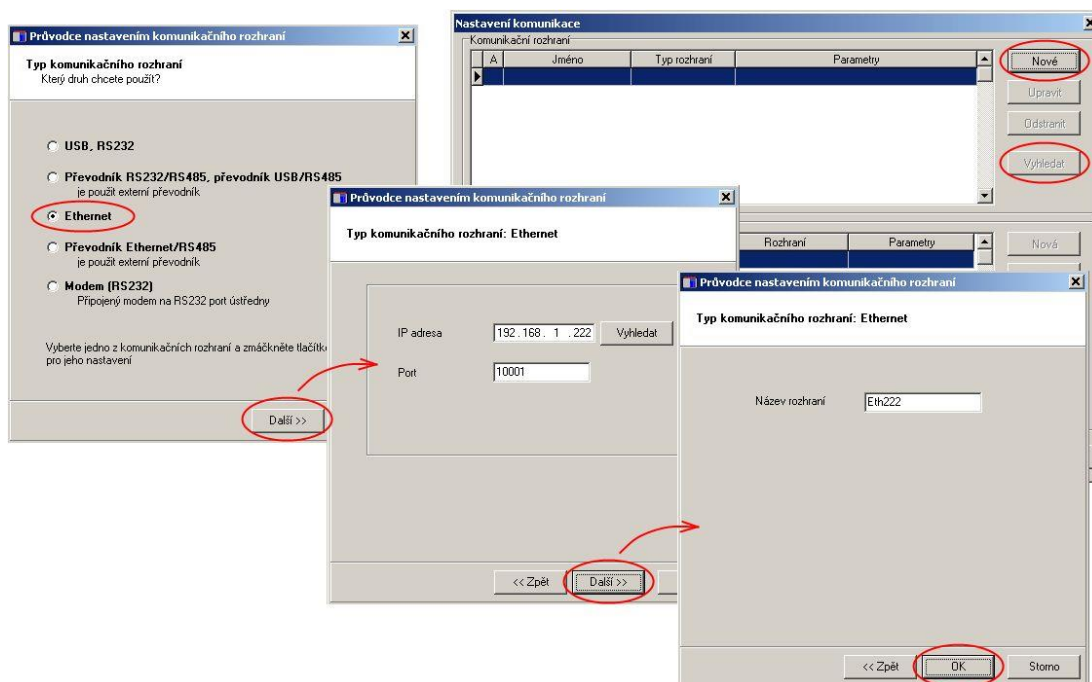 Průvodce nastavením komunikačního rozhraní
Typ komunikačního rozhraní
Který druh chcete použít?
USB, RS232
Převodník RS232/RS485, převodník USB/RS485
je použit externí převodník
Ethernet
Převodník Ethernet/RS485
je použit externí převodník
Modem (RS232)
Připojený modem na RS232 port ústředny
Vyberte jedno z komunikačních rozhraní a zmáčkněte tlačítko
pro jeho nastavení
Další >>
Nastavení komunikace
Komunikační rozhraní
A Jméno Typ rozhraní Parametry
Nové
Upravit
Odstranit
Vyhledat
Rozhraní Parametry
Nová
Průvodce nastavením komunikačního rozhraní
Typ komunikačního rozhraní: Ethernet
IP adresa 192.168. 1 .222 Vyhledat
Port 10001
<< Zpět Další >>
Průvodce nastavením komunikačního rozhraní
Typ komunikačního rozhraní: Ethernet
Název rozhraní Eth222
<< Zpět OK Storno